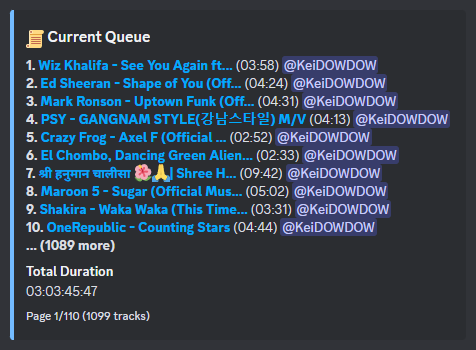 Current Queue
1. Wiz Khalifa - See You Again ft... (03:58) @KeiDOWDOW
2. Ed Sheeran - Shape of You (Off... (04:24) @KeiDOWDOW
3. Mark Ronson - Uptown Funk (Off... (04:31) @KeiDOWDOW
4. PSY - GANGNAM STYLE(강남스타일) M/V (04:13) @KeiDOWDOW
5. Crazy Frog - Axel F (Official ... (02:52) @KeiDOWDOW
6. El Chombo, Dancing Green Alien... (02:33) @KeiDOWDOW
7. श्री हनुमान चालीसा 🌺🙏| Shree H... (09:42) @KeiDOWDOW
8. Maroon 5 - Sugar (Official Mus... (05:02) @KeiDOWDOW
9. Shakira - Waka Waka (This Time... (03:31) @KeiDOWDOW
10. OneRepublic - Counting Stars (04:44) @KeiDOWDOW
... (1089 more)
Total Duration
03:03:45:47
Page 1/110 (1099 tracks)